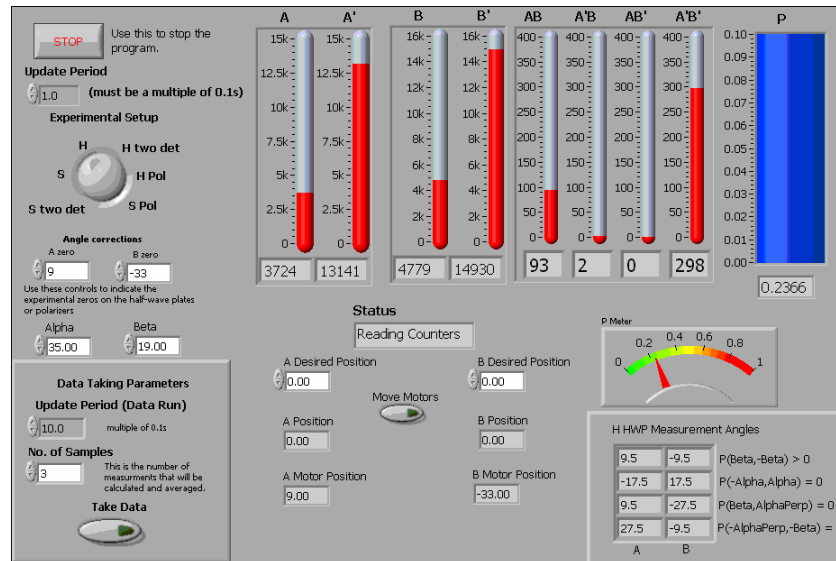 STOP
Use this to stop the
program.
Update Period
1.0
(must be a multiple of 0.1s)
Experimental Setup
H
H two det
S
H Pol
S two det
S Pol
Angle corrections
A zero
B zero
9
-33
Use these controls to indicate the
experimental zeros on the half-wave plates
or polarizers
Alpha
Beta
35.00
19.00
Data Taking Parameters
Update Period (Data Run)
10.0
multiple of 0.1s
No. of Samples
3
This is the number of
measurments that will be
calculated and averaged.
Take Data
A
15k
12.5k
10k
7.5k
5k
2.5k
0
3724
A'
15k
12.5k
10k
7.5k
5k
2.5k
0
13141
B
16k
14k
12k
10k
8k
6k
4k
2k
0
4779
B'
16k
14k
12k
10k
8k
6k
4k
2k
0
14930
AB
400
350
300
250
200
150
100
50
0
93
A'B
400
350
300
250
200
150
100
50
0
2
AB'
400
350
300
250
200
150
100
50
0
0
A'B'
400
350
300
250
200
150
100
50
0
298
P
0.10
0.09
0.08
0.07
0.06
0.05
0.04
0.03
0.02
0.01
0.00
0.2366
Status
Reading Counters
A Desired Position
0.00
B Desired Position
0.00
Move Motors
A Position
0.00
B Position
0.00
A Motor Position
9.00
B Motor Position
-33.00
P Meter
0
0.2
0.4
0.6
0.8
1
H HWP Measurement Angles
9.5 -9.5 P(Beta,-Beta) > 0
-17.5 17.5 P(-Alpha,Alpha) = 0
9.5 -27.5 P(Beta,AlphaPerp) = 0
27.5 -9.5 P(-AlphaPerp,-Beta) =
A B